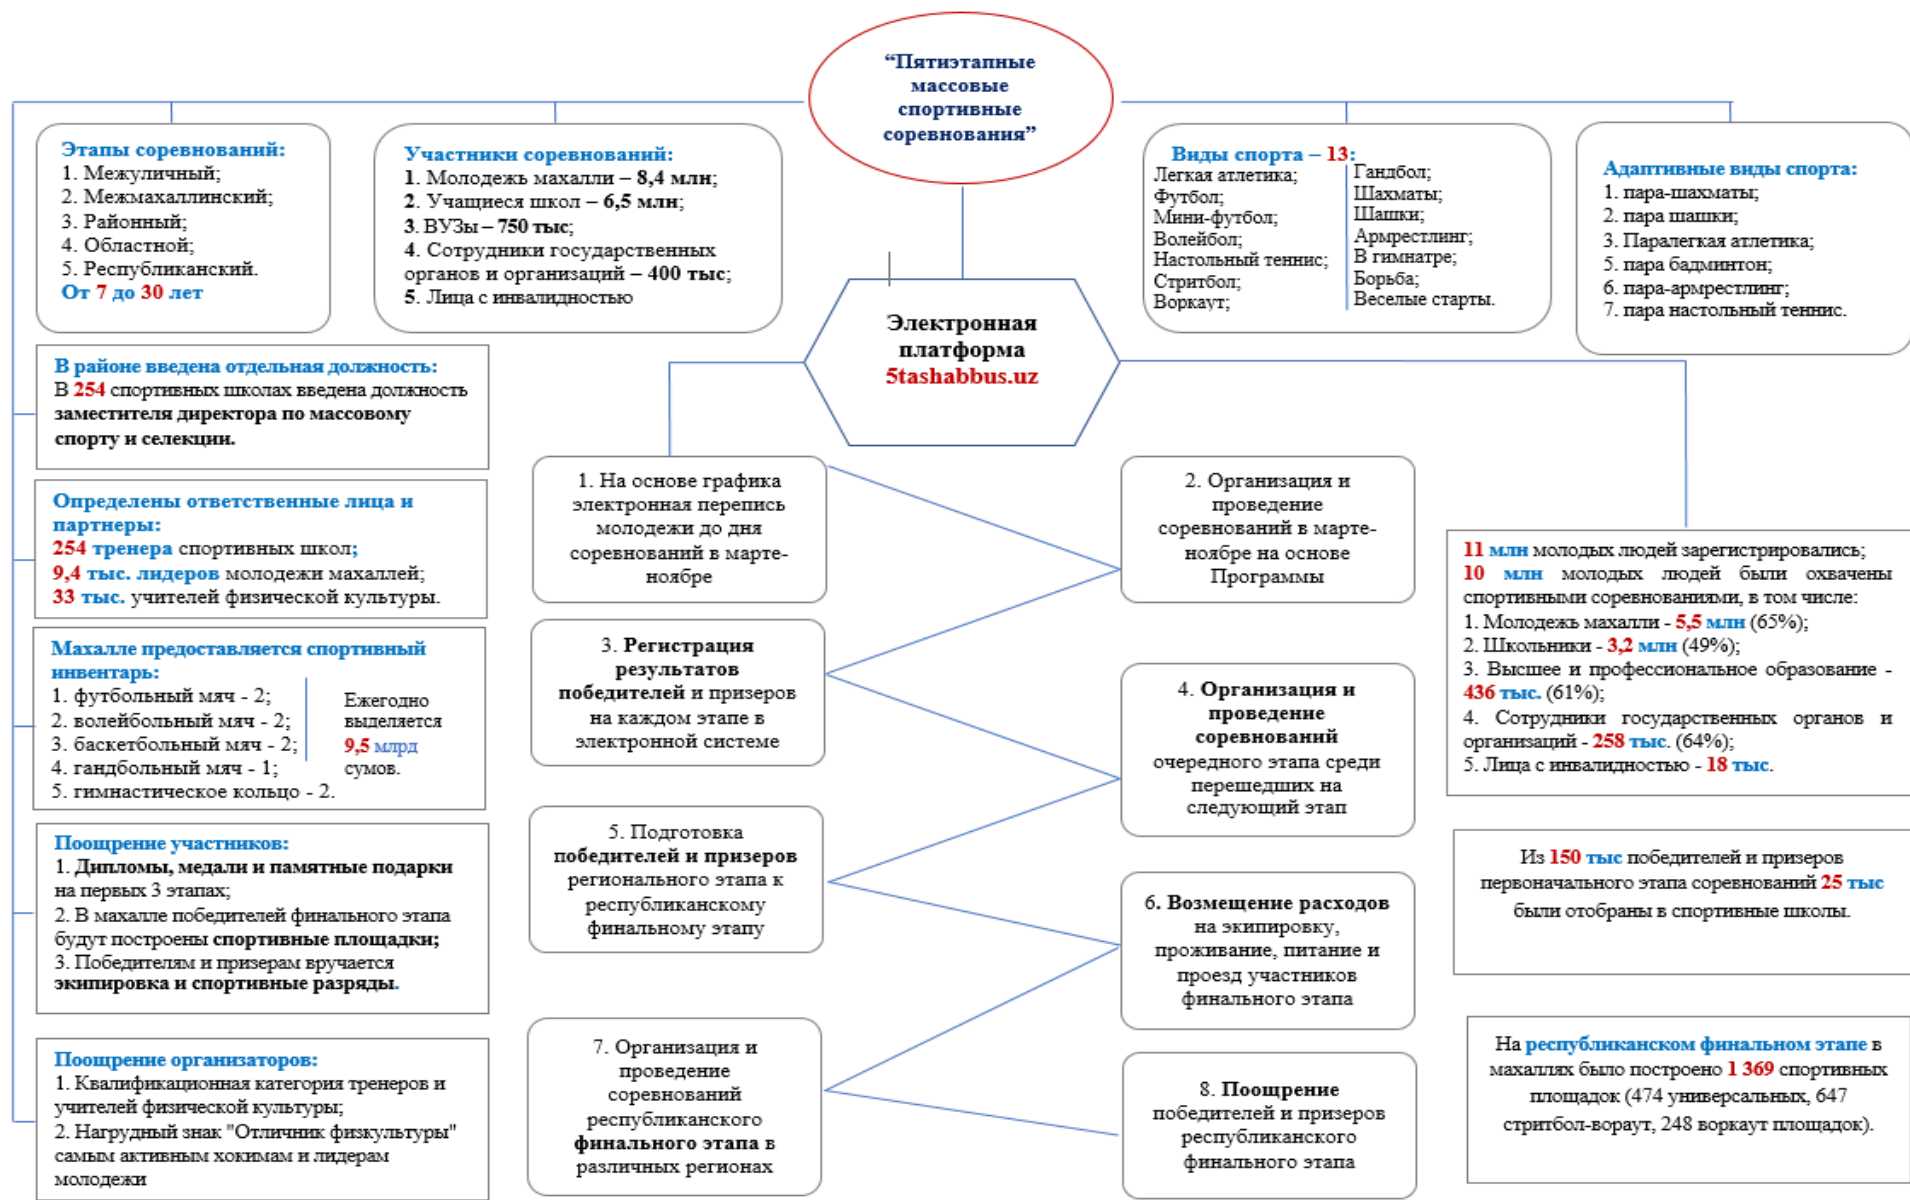 “Пятиэтапные
массовые
спортивные
соревнования”
Этапы соревнований:
1. Межуличный;
2. Межмахаллинский;
3. Районный;
4. Областной;
5. Республиканский.
От 7 до 30 лет
Участники соревнований:
1. Молодежь махалли – 8,4 млн;
2. Учащиеся школ – 6,5 млн;
3. ВУЗы – 750 тыс;
4. Сотрудники государственных
органов и организаций – 400 тыс;
5. Лица с инвалидностью
Виды спорта – 13:
Легкая атлетика;
Футбол;
Мини-футбол;
Волейбол;
Настольный теннис;
Стритбол;
Воркаут;
Гандбол;
Шахматы;
Шашки;
Армрестлинг;
В гимнатре;
Борьба;
Веселые старты.
Адаптивные виды спорта:
1. пара-шахматы;
2. пара шашки;
3. Паралегкая атлетика;
5. пара бадминтон;
6. пара-армрестлинг;
7. пара настольный теннис.
Электронная
платформа
5tashabbus.uz
В районе введена отдельная должность:
В 254 спортивных школах введена должность
заместителя директора по массовому
спорту и селекции.
Определены ответственные лица и
партнеры:
254 тренера спортивных школ;
9,4 тыс. лидеров молодежи махаллей;
33 тыс. учителей физической культуры.
Махалле предоставляется спортивный
инвентарь:
1. футбольный мяч - 2;
2. волейбольный мяч - 2;
3. баскетбольный мяч - 2;
4. гандбольный мяч - 1;
5. гимнастическое кольцо - 2.
Ежегодно
выделяется
9,5 млрд
сумов.
Поощрение участников:
1. Дипломы, медали и памятные подарки
на первых 3 этапах;
2. В махалле победителей финального этапа
будут построены спортивные площадки;
3. Победителям и призерам вручается
экипировка и спортивные разряды.
Поощрение организаторов:
1. Квалификационная категория тренеров и
учителей физической культуры;
2. Нагрудный знак "Отличник физкультуры"
самым активным хокимам и лидерам
молодежи
1. На основе графика
электронная перепись
молодежи до дня
соревнований в марте-
ноябре
2. Организация и
проведение
соревнований в марте-
ноябре на основе
Программы
3. Регистрация
результатов
победителей и призеров
на каждом этапе в
электронной системе
4. Организация и
проведение
соревнований
очередного этапа среди
перешедших на
следующий этап
5. Подготовка
победителей и призеров
регионального этапа к
республиканскому
финальному этапу
6. Возмещение расходов
на экипировку,
проживание, питание и
проезд участников
финального этапа
7. Организация и
проведение
соревнований
республиканского
финального этапа в
различных регионах
8. Поощрение
победителей и призеров
республиканского
финального этапа
11 млн молодых людей зарегистрировались;
10 млн молодых людей были охвачены
спортивными соревнованиями, в том числе:
1. Молодежь махалли - 5,5 млн (65%);
2. Школьники - 3,2 млн (49%);
3. Высшее и профессиональное образование -
436 тыс. (61%);
4. Сотрудники государственных органов и
организаций - 258 тыс. (64%);
5. Лица с инвалидностью - 18 тыс.
Из 150 тыс победителей и призеров
первоначального этапа соревнований 25 тыс
были отобраны в спортивные школы.
На республиканском финальном этапе в
махаллях было построено 1 369 спортивных
площадок (474 универсальных, 647
стритбол-вораут, 248 воркаут площадок).